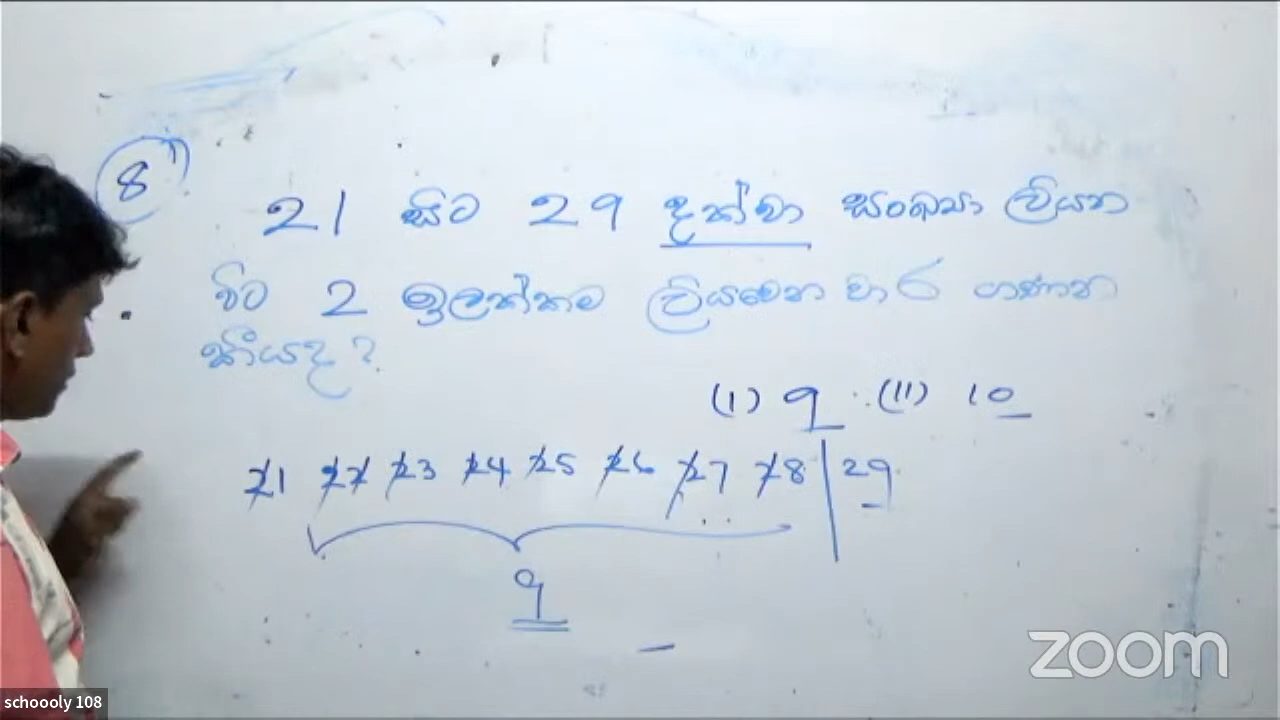 8
21 සිට 29 දක්වා සංඛ්‍යා ලියන
විට 2 ඉලක්කම ලියවෙන වාර ගණන
කීයද?
(I) 9 (II) 10
21 22 23 24 25 26 27 28 | 29
9
zoom
schoooly 108